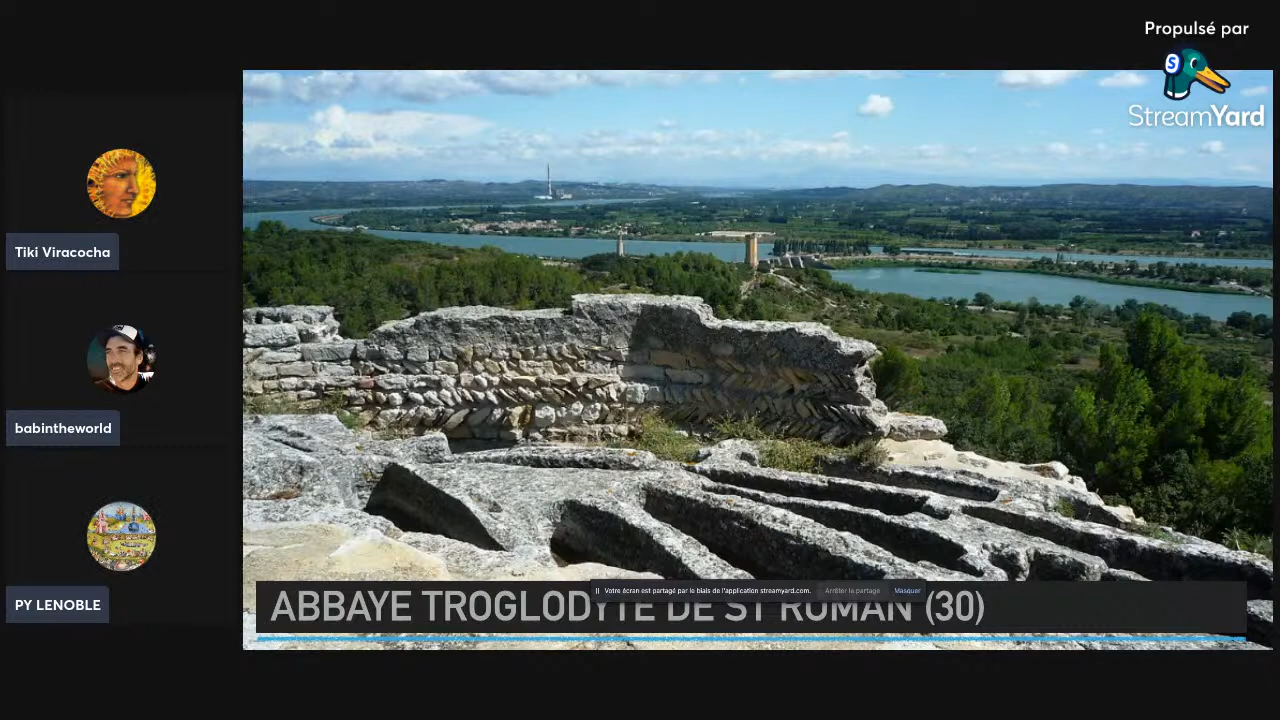 Propulsé par
StreamYard
Tiki Viracocha
babintheworld
PY LENOBLE
ABBAYE TROGLODYTE DE ST ROMAN (30)
Votre écran est partagé par le biais de l'application streamyard.com. Arrêter le partage Masquer